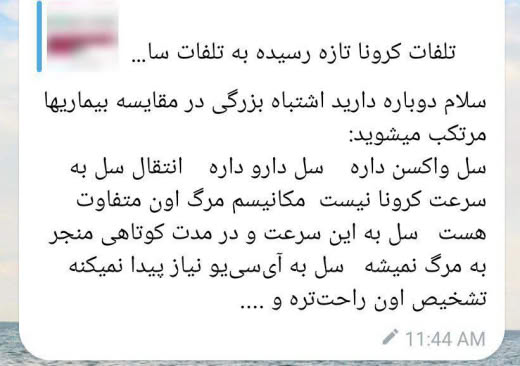 تلفات کرونا تازه رسیده به تلفات سا...
سلام دوباره دارید اشتباه بزرگی در مقایسه بیماریها
مرتکب میشوید:
سل واکسن داره    سل دارو داره    انتقال سل به
سرعت کرونا نیست  مکانیسم مرگ اون متفاوت
هست   سل به این سرعت و در مدت کوتاهی منجر
به مرگ نمیشه   سل به آی‌سی‌یو نیاز پیدا نمیکنه
تشخیص اون راحت‌تره و ....
11:44 AM